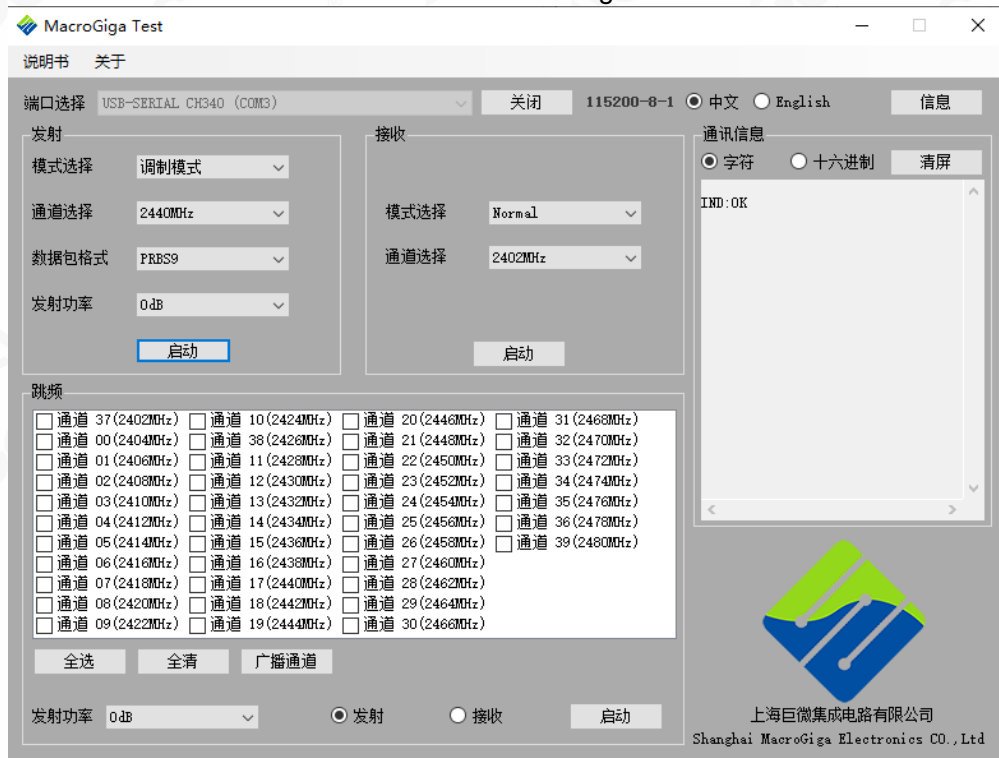 MacroGiga Test
说明书 关于
端口选择 USB-SERIAL CH340 (COM3) 关闭 115200-8-1 中文 English 信息
发射
模式选择 调制模式
通道选择 2440MHz
数据包格式 PRBS9
发射功率 0dB
启动
接收
模式选择 Normal
通道选择 2402MHz
启动
通讯信息
字符 十六进制 清屏
IND:OK
跳频
通道 37(2402MHz) 通道 10(2424MHz) 通道 20(2446MHz) 通道 31(2468MHz)
通道 00(2404MHz) 通道 38(2426MHz) 通道 21(2448MHz) 通道 32(2470MHz)
通道 01(2406MHz) 通道 11(2428MHz) 通道 22(2450MHz) 通道 33(2472MHz)
通道 02(2408MHz) 通道 12(2430MHz) 通道 23(2452MHz) 通道 34(2474MHz)
通道 03(2410MHz) 通道 13(2432MHz) 通道 24(2454MHz) 通道 35(2476MHz)
通道 04(2412MHz) 通道 14(2434MHz) 通道 25(2456MHz) 通道 36(2478MHz)
通道 05(2414MHz) 通道 15(2436MHz) 通道 26(2458MHz) 通道 39(2480MHz)
通道 06(2416MHz) 通道 16(2438MHz) 通道 27(2460MHz)
通道 07(2418MHz) 通道 17(2440MHz) 通道 28(2462MHz)
通道 08(2420MHz) 通道 18(2442MHz) 通道 29(2464MHz)
通道 09(2422MHz) 通道 19(2444MHz) 通道 30(2466MHz)
全选 全清 广播通道
发射功率 0dB 发射 接收 启动
上海巨微集成电路有限公司
Shanghai MacroGiga Electronics CO.,Ltd